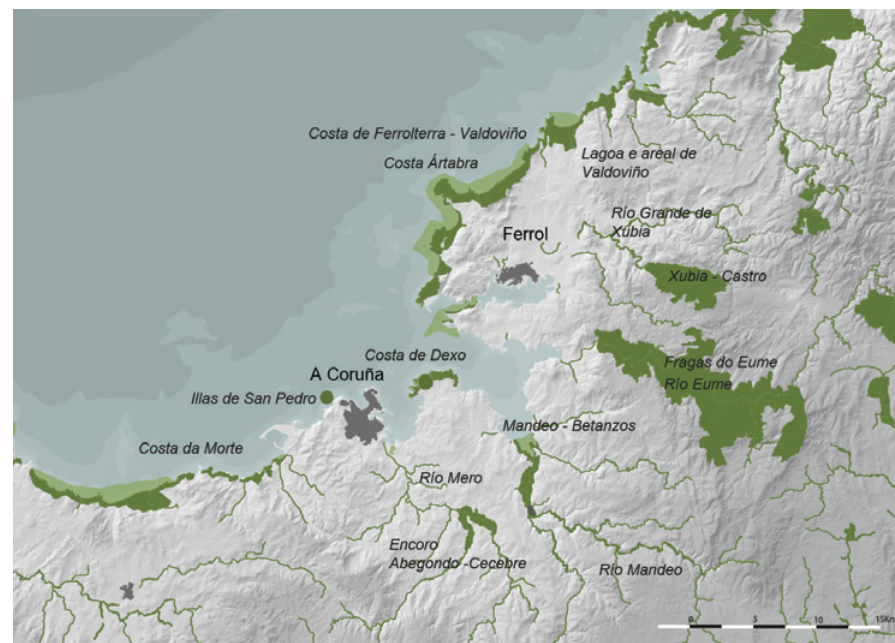 Costa de Ferrolterra - Valdoviño
Costa Ártabra
Lagoa e areal de
Valdoviño
Río Grande de
Xubia
Ferrol
Xubia - Castro
Costa de Dexo
Fragas do Eume
A Coruña
Río Eume
Illas de San Pedro
Mandeo - Betanzos
Costa da Morte
Río Mero
Encoro
Abegondo -Cecebre
Río Mandeo
0 5 10 15